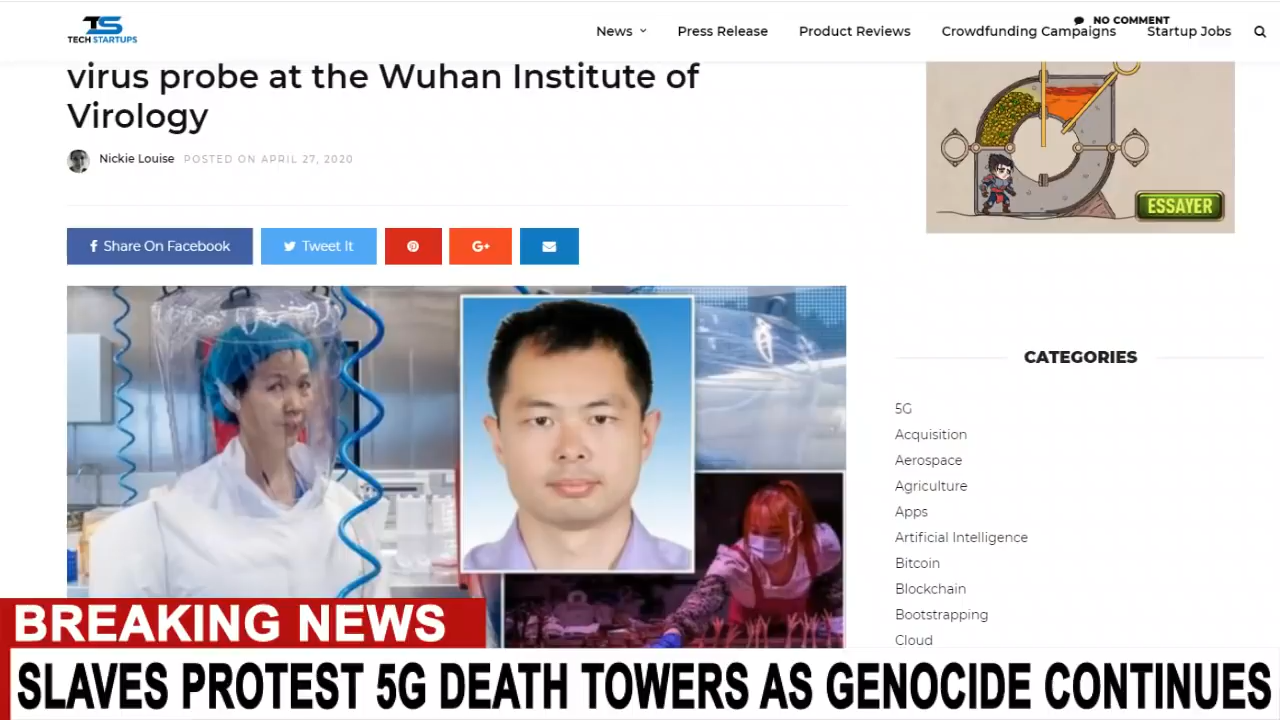 TS
TECHSTARTUPS
News
Press Release
Product Reviews
Crowdfunding Campaigns
Startup Jobs
NO COMMENT
virus probe at the Wuhan Institute of
Virology
Nickie Louise POSTED ON APRIL 27, 2020
f Share On Facebook
Tweet It
G+
ESSAYER
CATEGORIES
5G
Acquisition
Aerospace
Agriculture
Apps
Artificial Intelligence
Bitcoin
Blockchain
Bootstrapping
Cloud
BREAKING NEWS
SLAVES PROTEST 5G DEATH TOWERS AS GENOCIDE CONTINUES